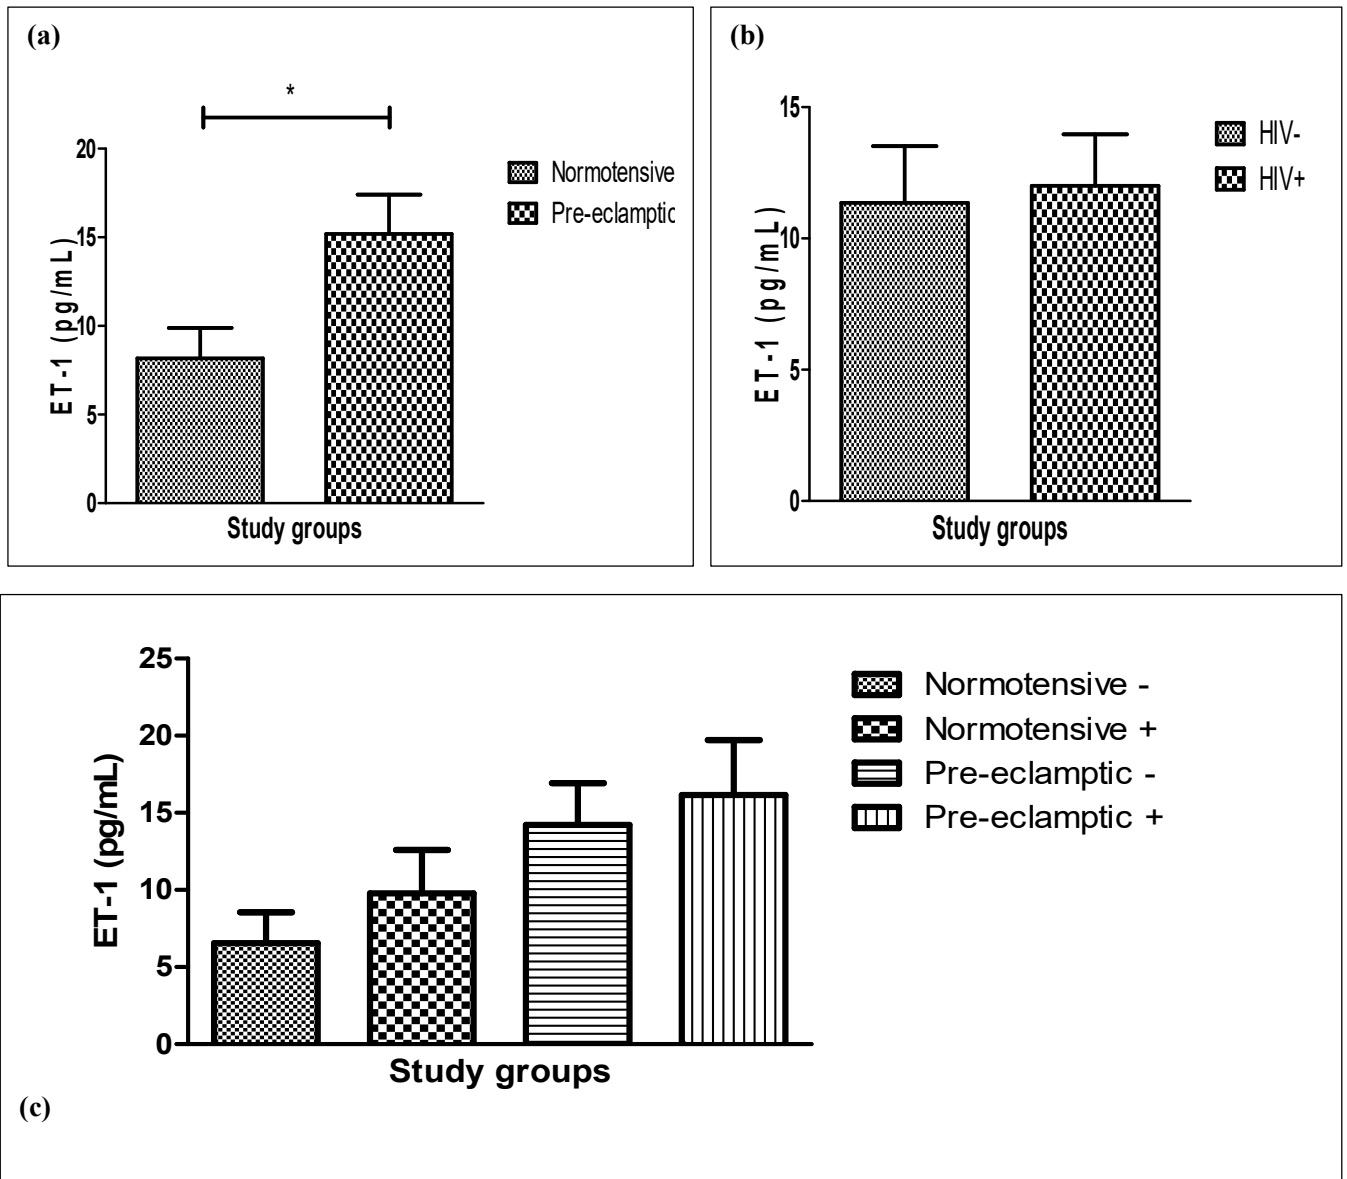 (a)
*
20
15
10
5
0
ET-1 (pg/mL)
Study groups
Normotensive
Pre-eclamptic
(b)
15
10
5
0
ET-1 (pg/mL)
Study groups
HIV-
HIV+
25
20
15
10
5
0
ET-1 (pg/mL)
Study groups
Normotensive -
Normotensive +
Pre-eclamptic -
Pre-eclamptic +
(c)